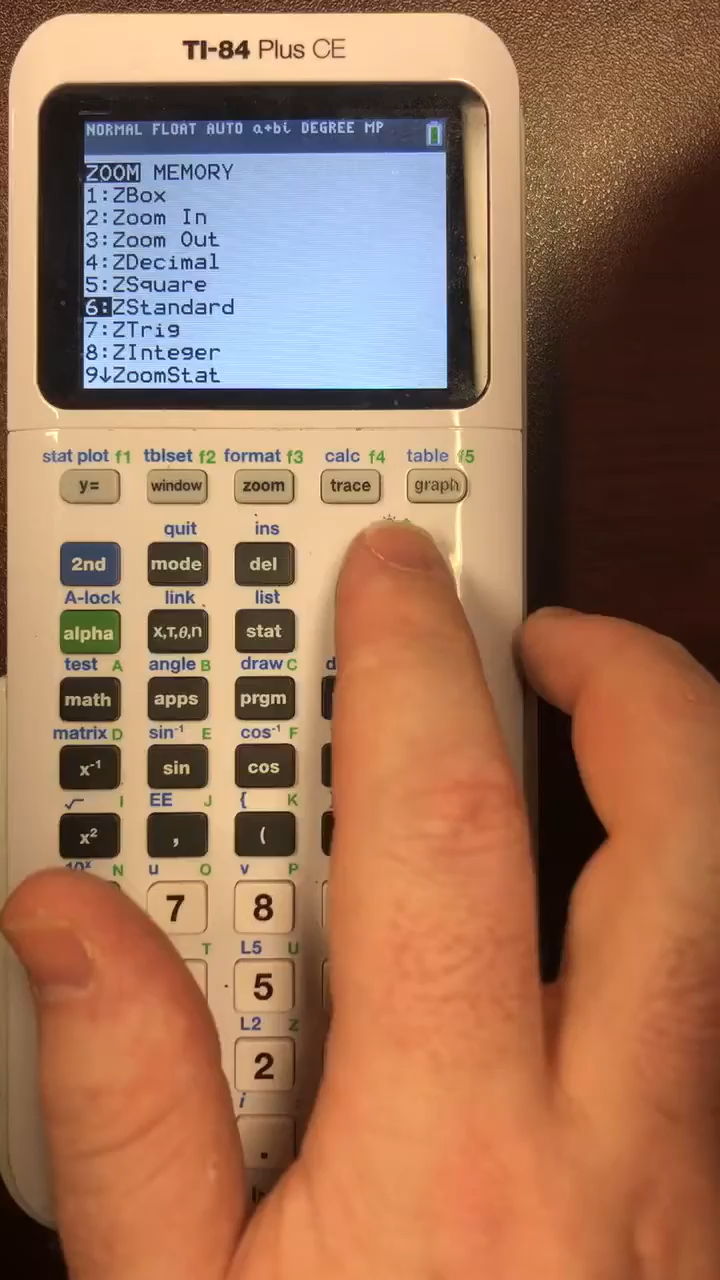 TI-84 Plus CE
NORMAL FLOAT AUTO a+bi DEGREE MP
ZOOM MEMORY
1:ZBox
2:Zoom In
3:Zoom Out
4:ZDecimal
5:ZSquare
6:ZStandard
7:ZTrig
8:ZInteger
9↓ZoomStat
stat plot f1 tblset f2 format f3 calc f4 table f5
y= window zoom trace graph
quit ins
2nd mode del
A-lock link list
alpha X,T,θ,n stat
test A angle B draw C
math apps prgm
matrix D sin⁻¹ E cos⁻¹ F
x⁻¹ sin cos
√ I EE J { K
x² , (
10ˣ N u O v P
7 8
T L5 U
5
L2 Z
2
i
.